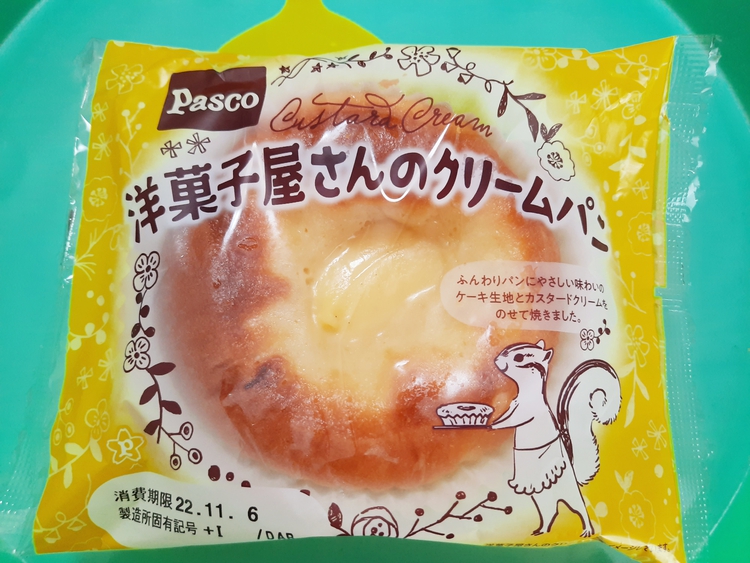 Pasco
Custard Cream
洋菓子屋さんのクリームパン
ふんわりパンにやさしい味わいの
ケーキ生地とカスタードクリームを
のせて焼きました。
消費期限 22.11. 6
製造所固有記号 +I